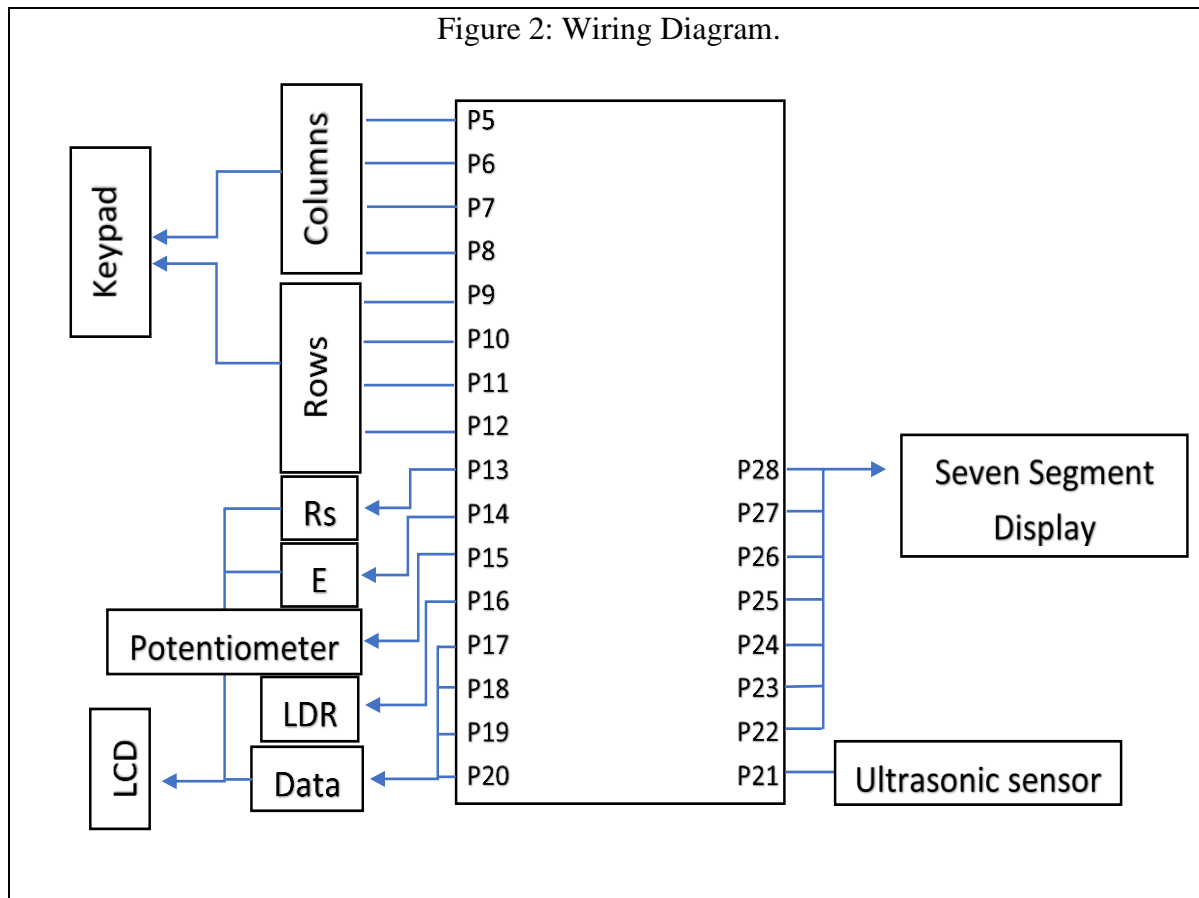 Figure 2: Wiring Diagram.
Keypad
Columns
Rows
Rs
E
Potentiometer
LDR
Data
LCD
P5
P6
P7
P8
P9
P10
P11
P12
P13
P14
P15
P16
P17
P18
P19
P20
P28
P27
P26
P25
P24
P23
P22
P21
Seven Segment
Display
Ultrasonic sensor